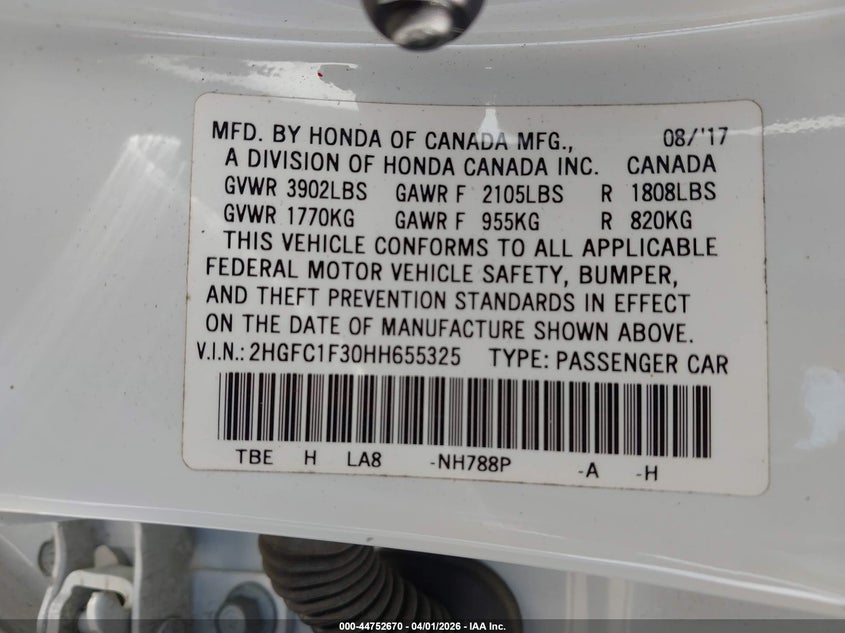 MFD. BY HONDA OF CANADA MFG., 08/'17
A DIVISION OF HONDA CANADA INC. CANADA
GVWR 3902LBS GAWR F 2105LBS R 1808LBS
GVWR 1770KG GAWR F 955KG R 820KG
THIS VEHICLE CONFORMS TO ALL APPLICABLE
FEDERAL MOTOR VEHICLE SAFETY, BUMPER,
AND THEFT PREVENTION STANDARDS IN EFFECT
ON THE DATE OF MANUFACTURE SHOWN ABOVE.
V.I.N.: 2HGFC1F30HH655325 TYPE: PASSENGER CAR
TBE H LA8 -NH788P -A -H
000-44752670 - 04/01/2026 - IAA Inc.